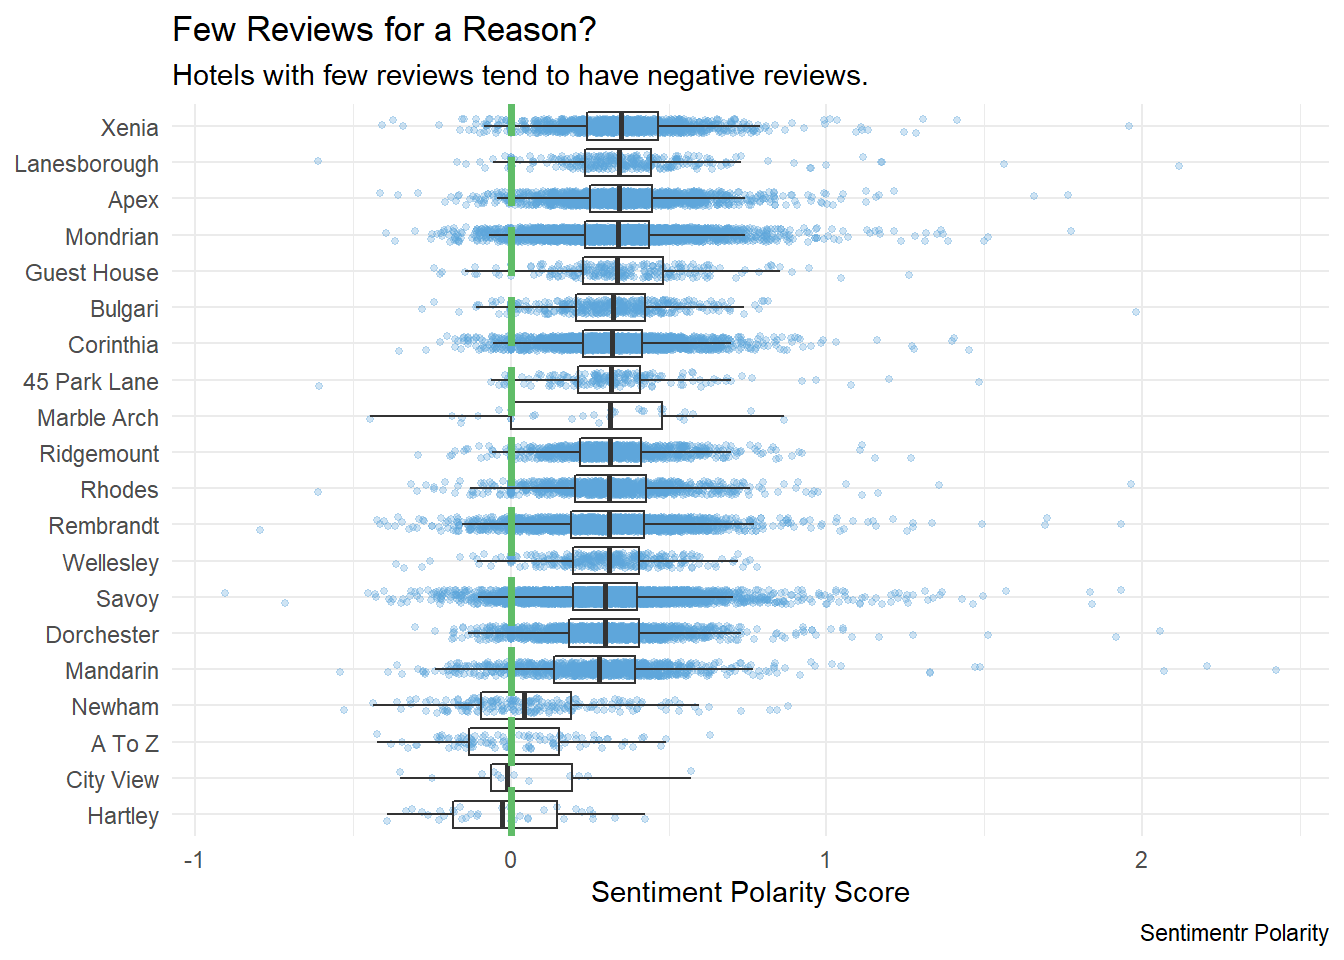 Few Reviews for a Reason?
Hotels with few reviews tend to have negative reviews.
Xenia
Lanesborough
Apex
Mondrian
Guest House
Bulgari
Corinthia
45 Park Lane
Marble Arch
Ridgemount
Rhodes
Rembrandt
Wellesley
Savoy
Dorchester
Mandarin
Newham
A To Z
City View
Hartley
-1 0 1 2
Sentiment Polarity Score
Sentimentr Polarity